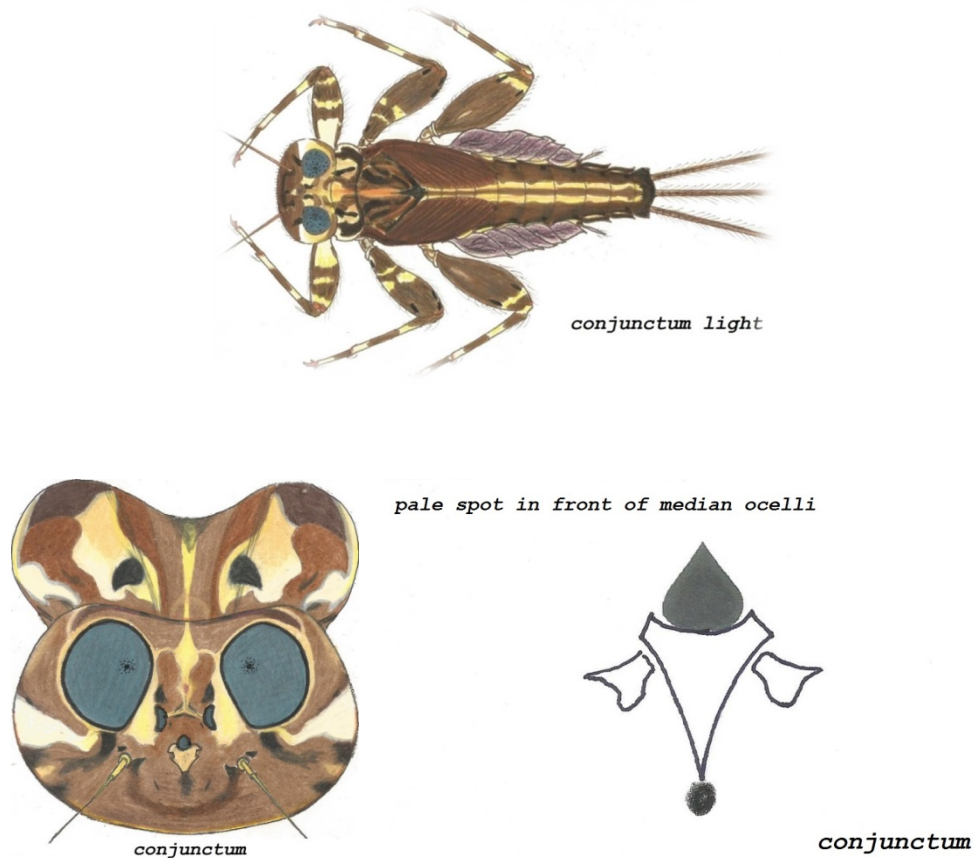 conjunctum light
pale spot in front of median ocelli
conjunctum
conjunctum